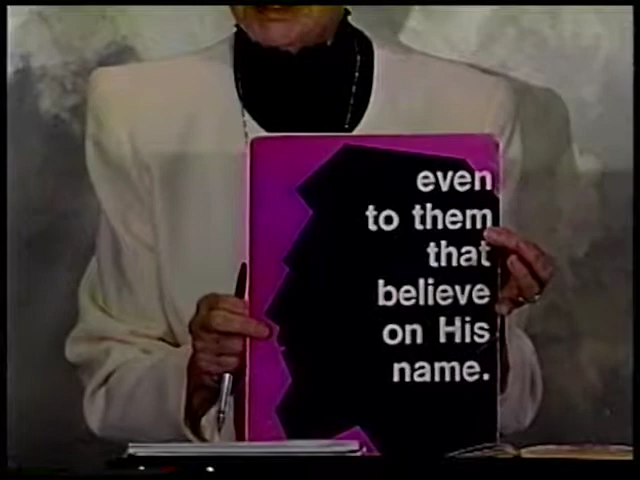 even
to them
that
believe
on His
name.